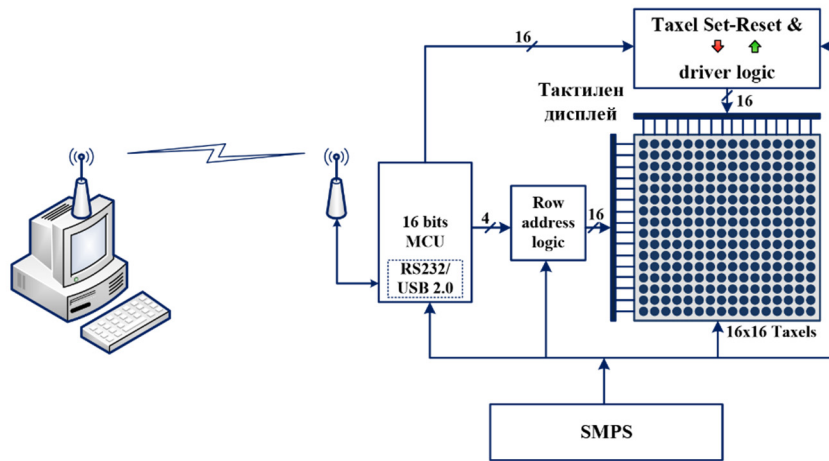 16
Taxel Set-Reset &
driver logic
16
Тактилен
дисплей
16 bits
MCU
RS232/
USB 2.0
4
Row
address
logic
16
16x16 Taxels
SMPS